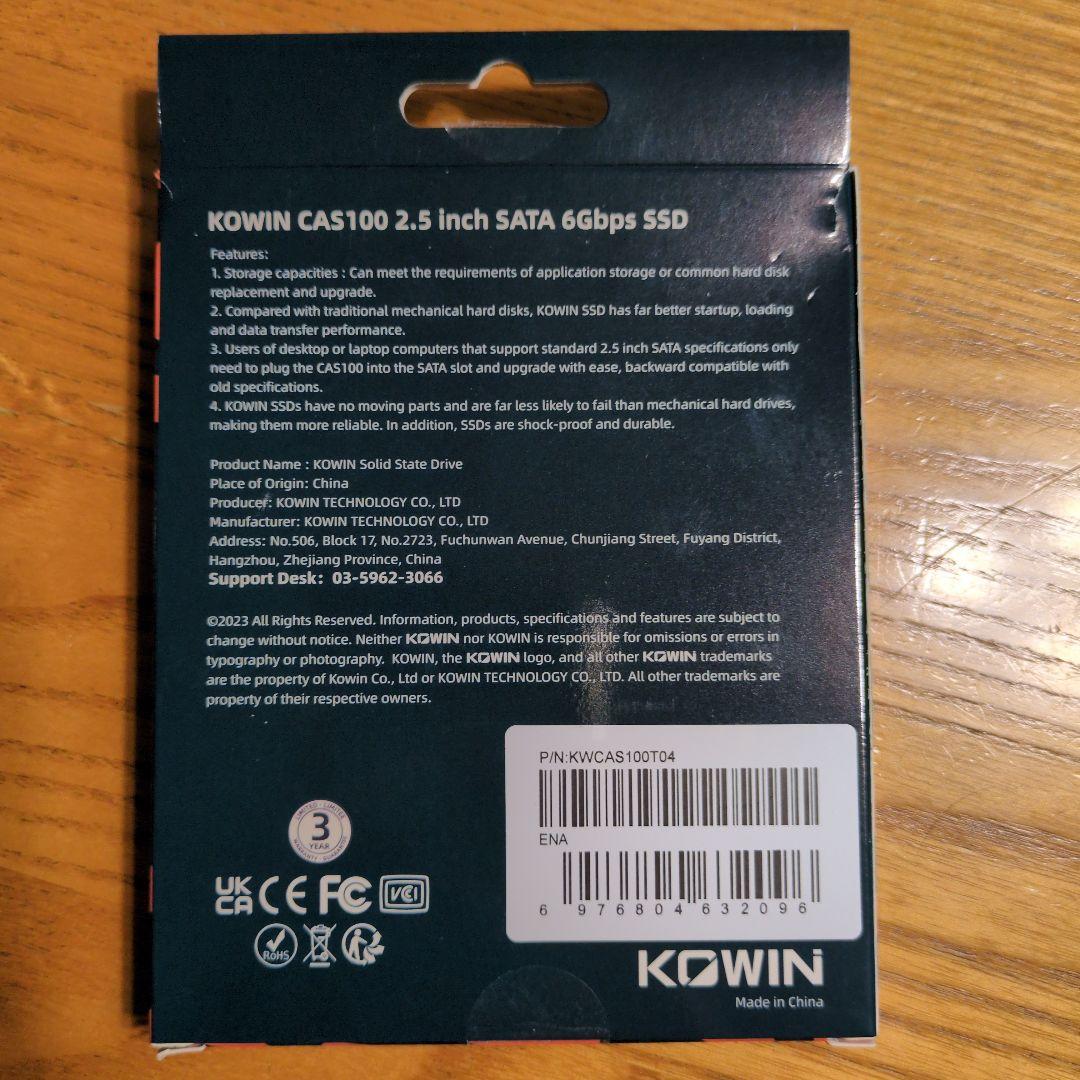 KOWIN CAS100 2.5 inch SATA 6Gbps SSD
Features:
1. Storage capacities : Can meet the requirements of application storage or common hard disk
replacement and upgrade.
2. Compared with traditional mechanical hard disks, KOWIN SSD has far better startup, loading
and data transfer performance.
3. Users of desktop or laptop computers that support standard 2.5 inch SATA specifications only
need to plug the CAS100 into the SATA slot and upgrade with ease, backward compatible with
old specifications.
4. KOWIN SSDs have no moving parts and are far less likely to fail than mechanical hard drives,
making them more reliable. In addition, SSDs are shock-proof and durable.
Product Name : KOWIN Solid State Drive
Place of Origin: China
Producer: KOWIN TECHNOLOGY CO., LTD
Manufacturer: KOWIN TECHNOLOGY CO., LTD
Address: No.506, Block 17, No.2723, Fuchunwan Avenue, Chunjiang Street, Fuyang District,
Hangzhou, Zhejiang Province, China
Support Desk: 03-5962-3066
©2023 All Rights Reserved. Information, products, specifications and features are subject to
change without notice. Neither KOWIN nor KOWIN is responsible for omissions or errors in
typography or photography. KOWIN, the KOWIN logo, and all other KOWIN trademarks
are the property of Kowin Co., Ltd or KOWIN TECHNOLOGY CO., LTD. All other trademarks are
property of their respective owners.
P/N:KWCAS100T04
ENA
6 976804 632096
LIMITED - LIMITED
3
YEAR
WARRANTY - GUARANTEE
UK
CA CE FC VCI
RoHS
KOWIN
Made in China